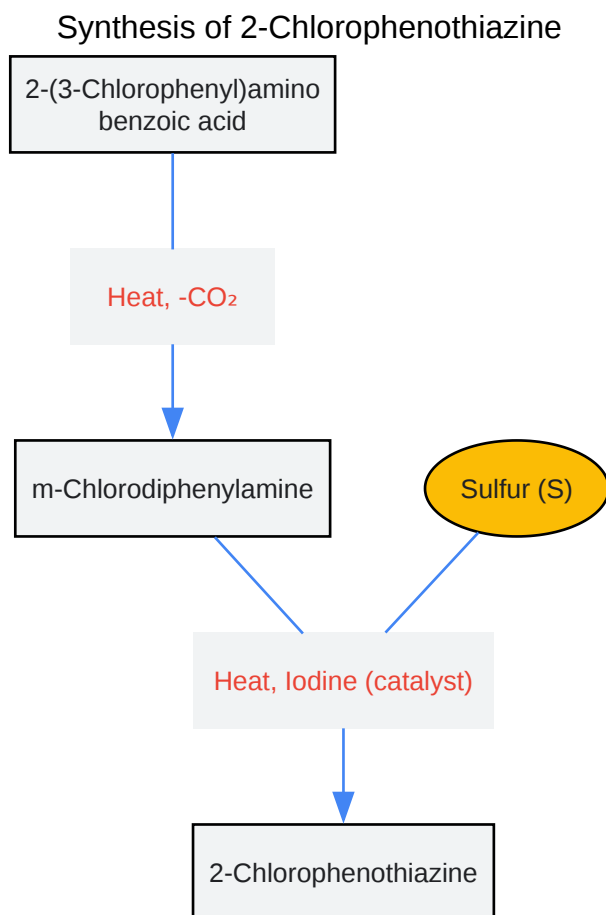 Synthesis of 2-Chlorophenothiazine
2-(3-Chlorophenyl)amino
benzoic acid
Heat, -CO₂
m-Chlorodiphenylamine
Sulfur (S)
Heat, Iodine (catalyst)
2-Chlorophenothiazine